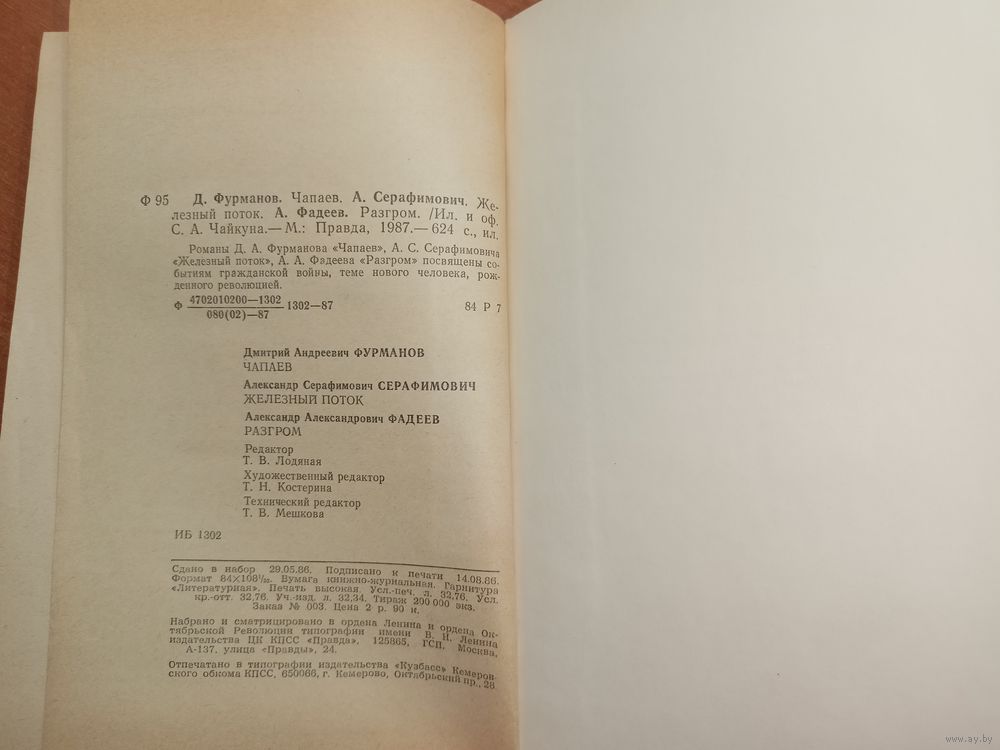 Ф 95 Д. Фурманов. Чапаев. А. Серафимович. Же-
лезный поток. А. Фадеев. Разгром. /Ил. и оф.
С. А. Чайкуна.— М.: Правда, 1987.— 624 с., ил.
Романы Д. А. Фурманова «Чапаев», А. С. Серафимовича
«Железный поток», А. А. Фадеева «Разгром» посвящены со-
бытиям гражданской войны, теме нового человека, рож-
денного революцией.
Ф 4702010200—1302 1302—87 84 Р 7
080(02)—87
Дмитрий Андреевич ФУРМАНОВ
ЧАПАЕВ
Александр Серафимович СЕРАФИМОВИЧ
ЖЕЛЕЗНЫЙ ПОТОК
Александр Александрович ФАДЕЕВ
РАЗГРОМ
Редактор
Т. В. Лодяная
Художественный редактор
Т. Н. Костерина
Технический редактор
Т. В. Мешкова
ИБ 1302
Сдано в набор 29.05.86. Подписано к печати 14.08.86.
Формат 84×108¹/₃₂. Бумага книжно-журнальная. Гарнитура
«Литературная». Печать высокая. Усл.-печ. л. 32,76. Усл.
кр.-отт. 32,76. Уч.-изд. л. 32,34. Тираж 200 000 экз.
Заказ № 003. Цена 2 р. 90 к.
Набрано и сматрицировано в ордена Ленина и ордена Ок-
тябрьской Революции типографии имени В. И. Ленина
издательства ЦК КПСС «Правда». 125865, ГСП, Москва,
А-137, улица «Правды», 24.
Отпечатано в типографии издательства «Кузбасс» Кемеров-
ского обкома КПСС, 650066, г. Кемерово, Октябрьский пр., 28
www.ay.by